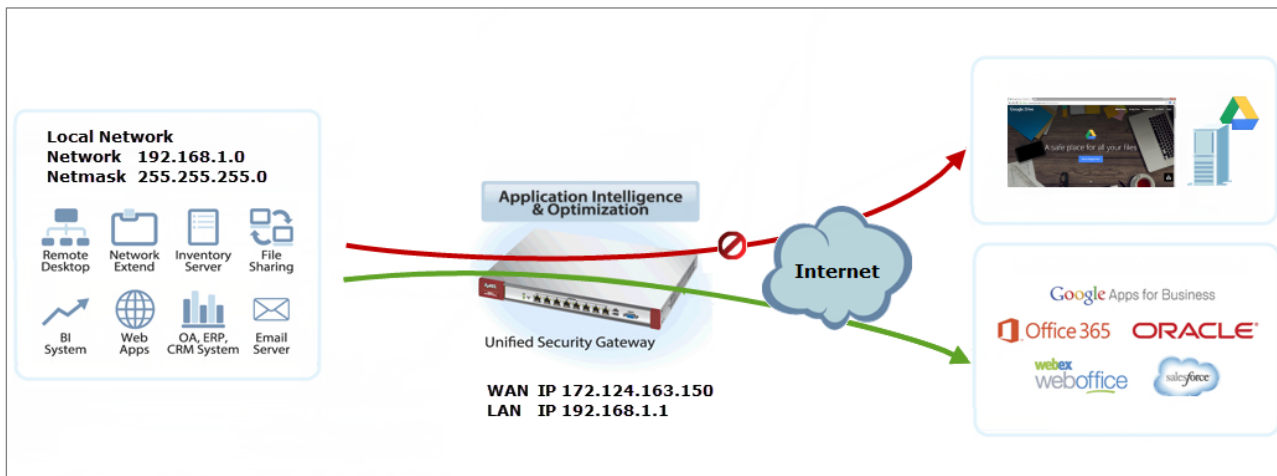 Local Network
Network 192.168.1.0
Netmask 255.255.255.0
Remote Desktop
Network Extend
Inventory Server
File Sharing
BI System
Web Apps
OA, ERP, CRM System
Email Server
Application Intelligence
& Optimization
ZyXEL
Unified Security Gateway
WAN IP 172.124.163.150
LAN IP 192.168.1.1
Internet
Google Drive
A safe place for all your files
Google Apps for Business
Office 365
ORACLE
webex
weboffice
salesforce